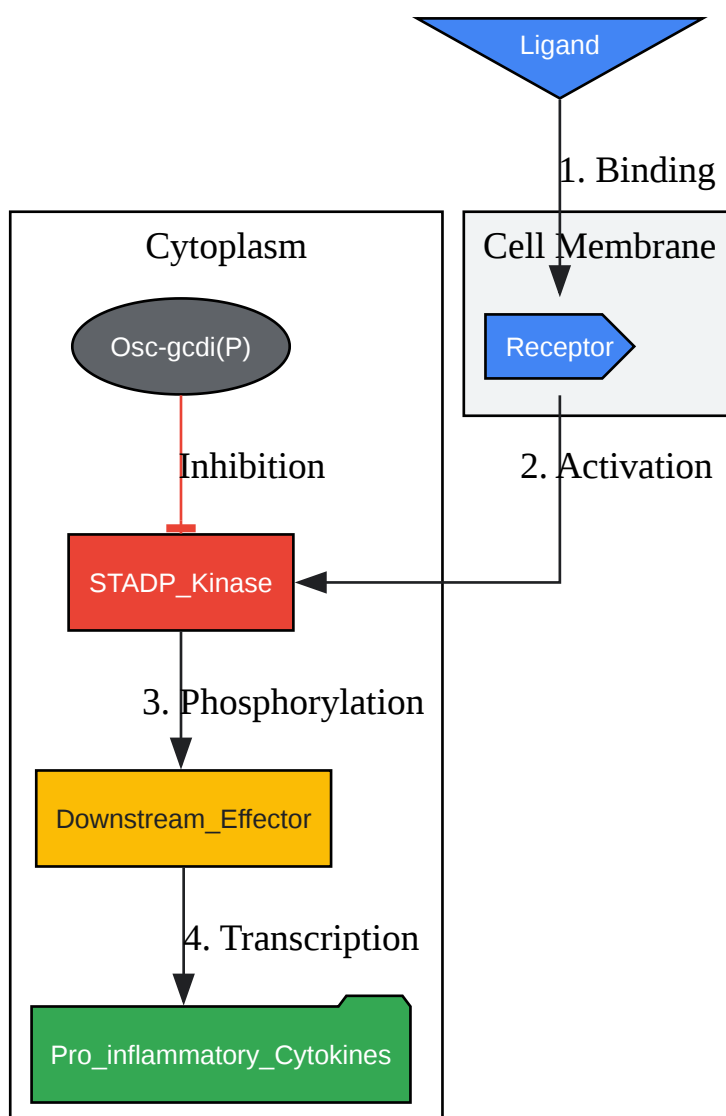 Ligand
1. Binding
Cytoplasm
Cell Membrane
Osc-gcdi(P)
Receptor
Inhibition
2. Activation
STADP_Kinase
3. Phosphorylation
Downstream_Effector
4. Transcription
Pro_inflammatory_Cytokines